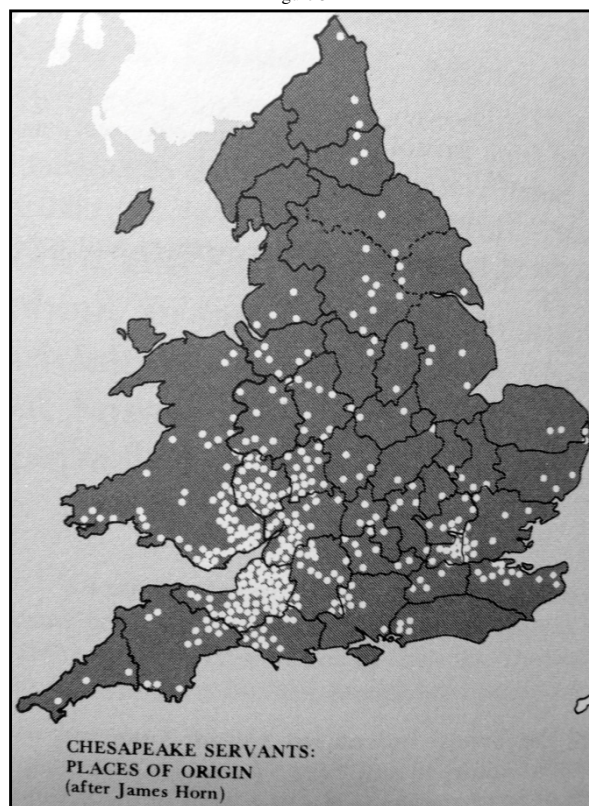 CHESAPEAKE SERVANTS:
PLACES OF ORIGIN
(after James Horn)